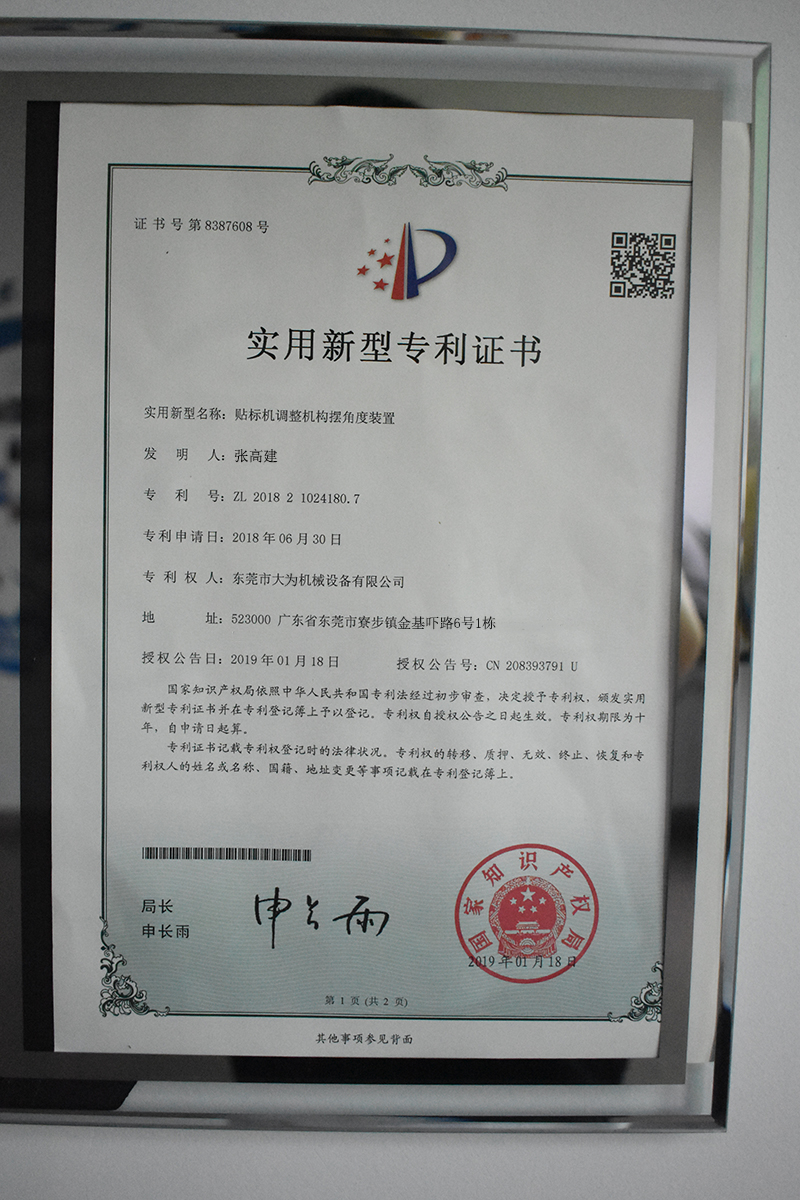 证书号第8387608号
实用新型专利证书
实用新型名称：贴标机调整机构摆角度装置
发明人：张高建
专利号：ZL 2018 2 1024180.7
专利申请日：2018年06月30日
专利权人：东莞市大为机械设备有限公司
地址：523000 广东省东莞市寮步镇金基吓路6号1栋
授权公告日：2019年01月18日 授权公告号：CN 208393791 U
国家知识产权局依照中华人民共和国专利法经过初步审查，决定授予专利权，颁发实用
新型专利证书并在专利登记簿上予以登记。专利权自授权公告之日起生效。专利权期限为十
年，自申请日起算。
专利证书记载专利权登记时的法律状况。专利权的转移、质押、无效、终止、恢复和专
利权人的姓名或名称、国籍、地址变更等事项记载在专利登记簿上。
局长
申长雨
申长雨
国家知识产权局
2019年01月18日
第 1 页 (共 2 页)
其他事项参见背面